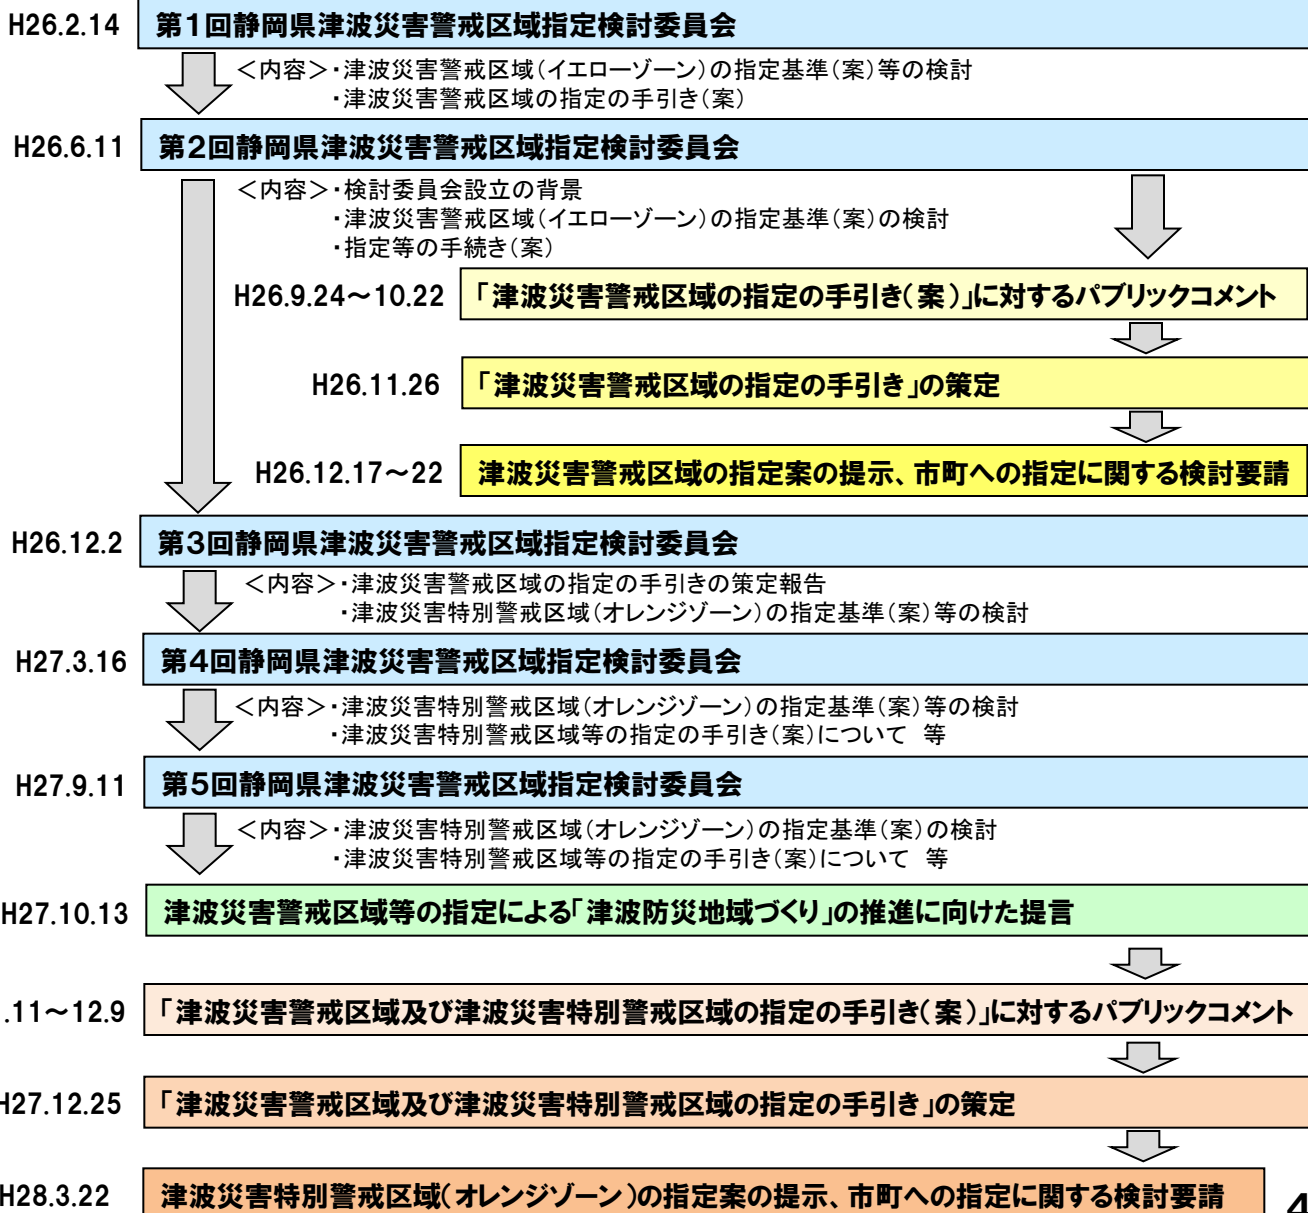 H26.2.14 第1回静岡県津波災害警戒区域指定検討委員会
＜内容＞・津波災害警戒区域（イエローゾーン）の指定基準（案）等の検討
・津波災害警戒区域の指定の手引き（案）
H26.6.11 第2回静岡県津波災害警戒区域指定検討委員会
＜内容＞・検討委員会設立の背景
・津波災害警戒区域（イエローゾーン）の指定基準（案）の検討
・指定等の手続き（案）
H26.9.24～10.22 「津波災害警戒区域の指定の手引き（案）」に対するパブリックコメント
H26.11.26 「津波災害警戒区域の指定の手引き」の策定
H26.12.17～22 津波災害警戒区域の指定案の提示、市町への指定に関する検討要請
H26.12.2 第3回静岡県津波災害警戒区域指定検討委員会
＜内容＞・津波災害警戒区域の指定の手引きの策定報告
・津波災害特別警戒区域（オレンジゾーン）の指定基準（案）等の検討
H27.3.16 第4回静岡県津波災害警戒区域指定検討委員会
＜内容＞・津波災害特別警戒区域（オレンジゾーン）の指定基準（案）等の検討
・津波災害特別警戒区域等の指定の手引き（案）について 等
H27.9.11 第5回静岡県津波災害警戒区域指定検討委員会
＜内容＞・津波災害特別警戒区域（オレンジゾーン）の指定基準（案）の検討
・津波災害特別警戒区域等の指定の手引き（案）について 等
H27.10.13 津波災害警戒区域等の指定による「津波防災地域づくり」の推進に向けた提言
.11～12.9 「津波災害警戒区域及び津波災害特別警戒区域の指定の手引き（案）」に対するパブリックコメント
H27.12.25 「津波災害警戒区域及び津波災害特別警戒区域の指定の手引き」の策定
H28.3.22 津波災害特別警戒区域（オレンジゾーン）の指定案の提示、市町への指定に関する検討要請
4